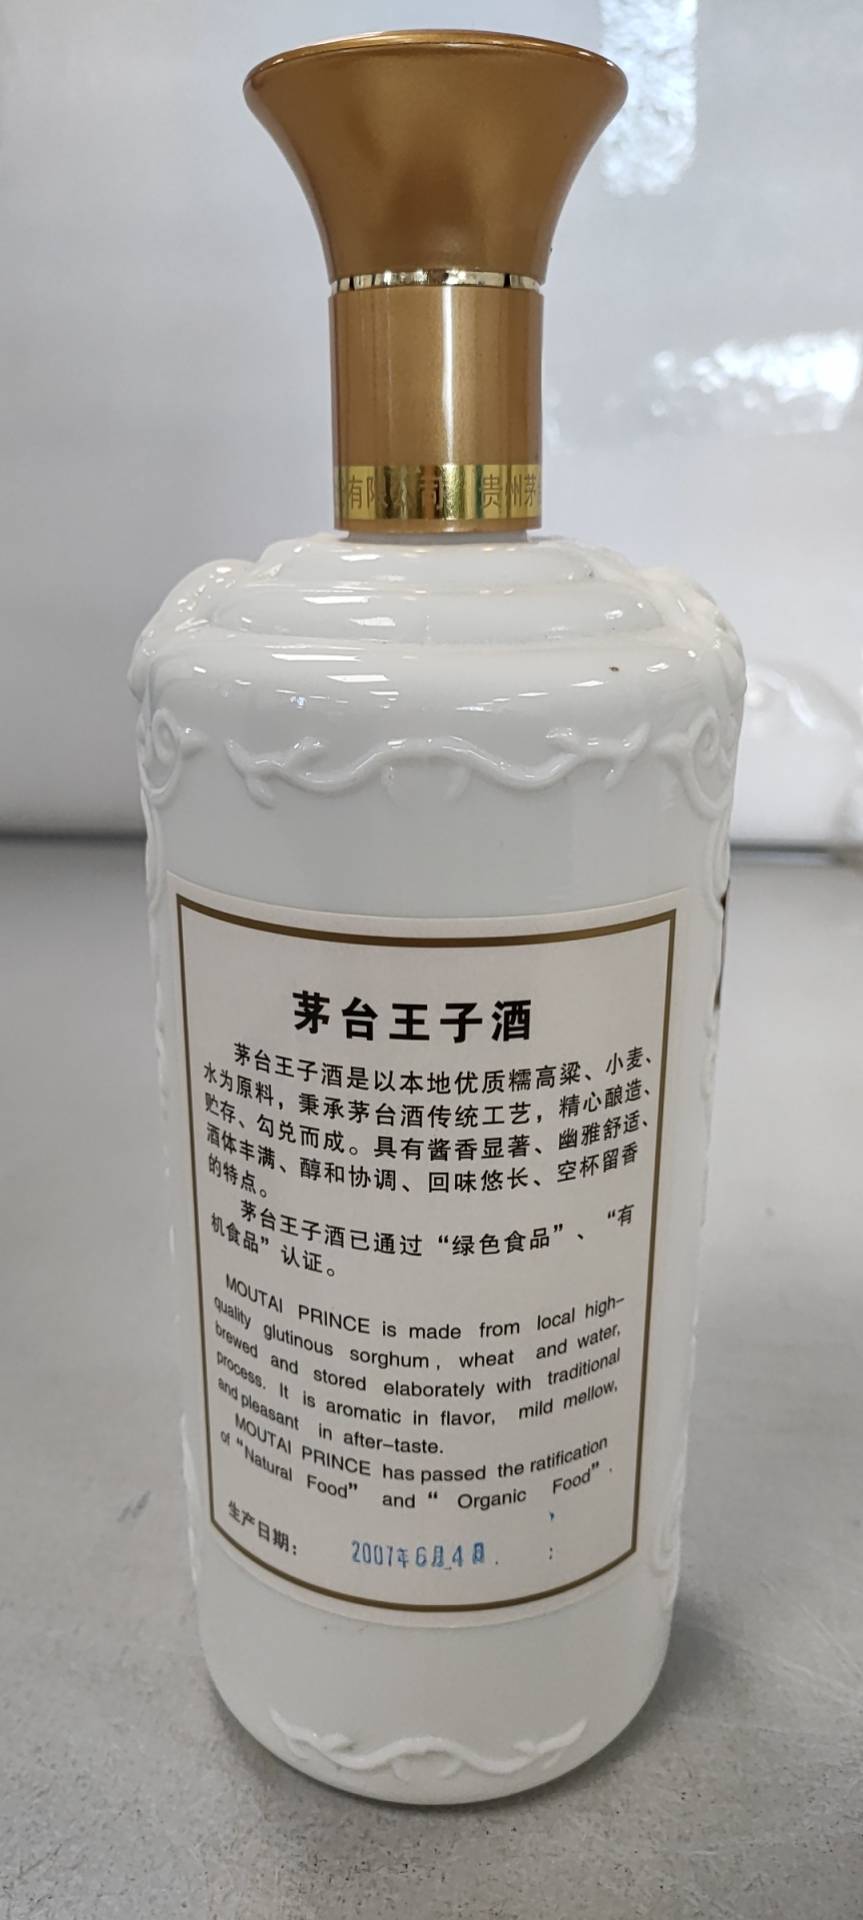 有限公司 贵州茅
茅台王子酒
茅台王子酒是以本地优质糯高粱、小麦、
水为原料，秉承茅台酒传统工艺，精心酿造、
贮存、勾兑而成。具有酱香显著、幽雅舒适、
酒体丰满、醇和协调、回味悠长、空杯留香
的特点。
茅台王子酒已通过“绿色食品”、“有
机食品”认证。
MOUTAI PRINCE is made from local high-
quality glutinous sorghum, wheat and water,
brewed and stored elaborately with traditional
process. It is aromatic in flavor, mild mellow,
and pleasant in after-taste.
MOUTAI PRINCE has passed the ratification
of “Natural Food” and “ Organic Food”.
生产日期： 2007年6月4日